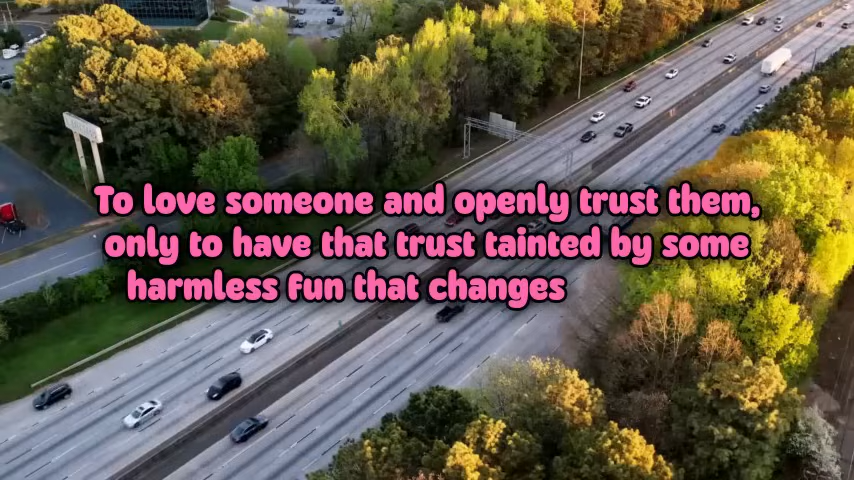 To love someone and openly trust them,
only to have that trust tainted by some
harmless fun that changes